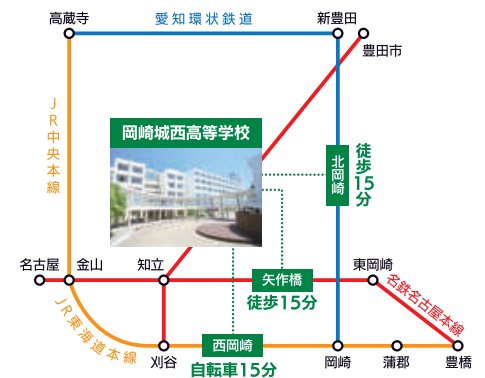 高蔵寺
愛知環状鉄道
新豊田
豊田市
JR中央本線
岡崎城西高等学校
北岡崎
徒歩15分
名古屋
金山
知立
矢作橋
徒歩15分
東岡崎
名鉄名古屋本線
JR東海道本線
刈谷
西岡崎
自転車15分
岡崎
蒲郡
豊橋